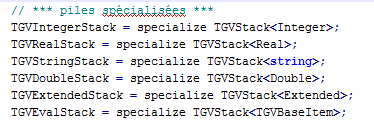 // *** piles spécialisées ***
TGVIntegerStack = specialize TGVStack<Integer>;
TGVRealStack = specialize TGVStack<Real>;
TGVStringStack = specialize TGVStack<string>;
TGVDoubleStack = specialize TGVStack<Double>;
TGVExtendedStack = specialize TGVStack<Extended>;
TGVEvalStack = specialize TGVStack<TGVBaseItem>;